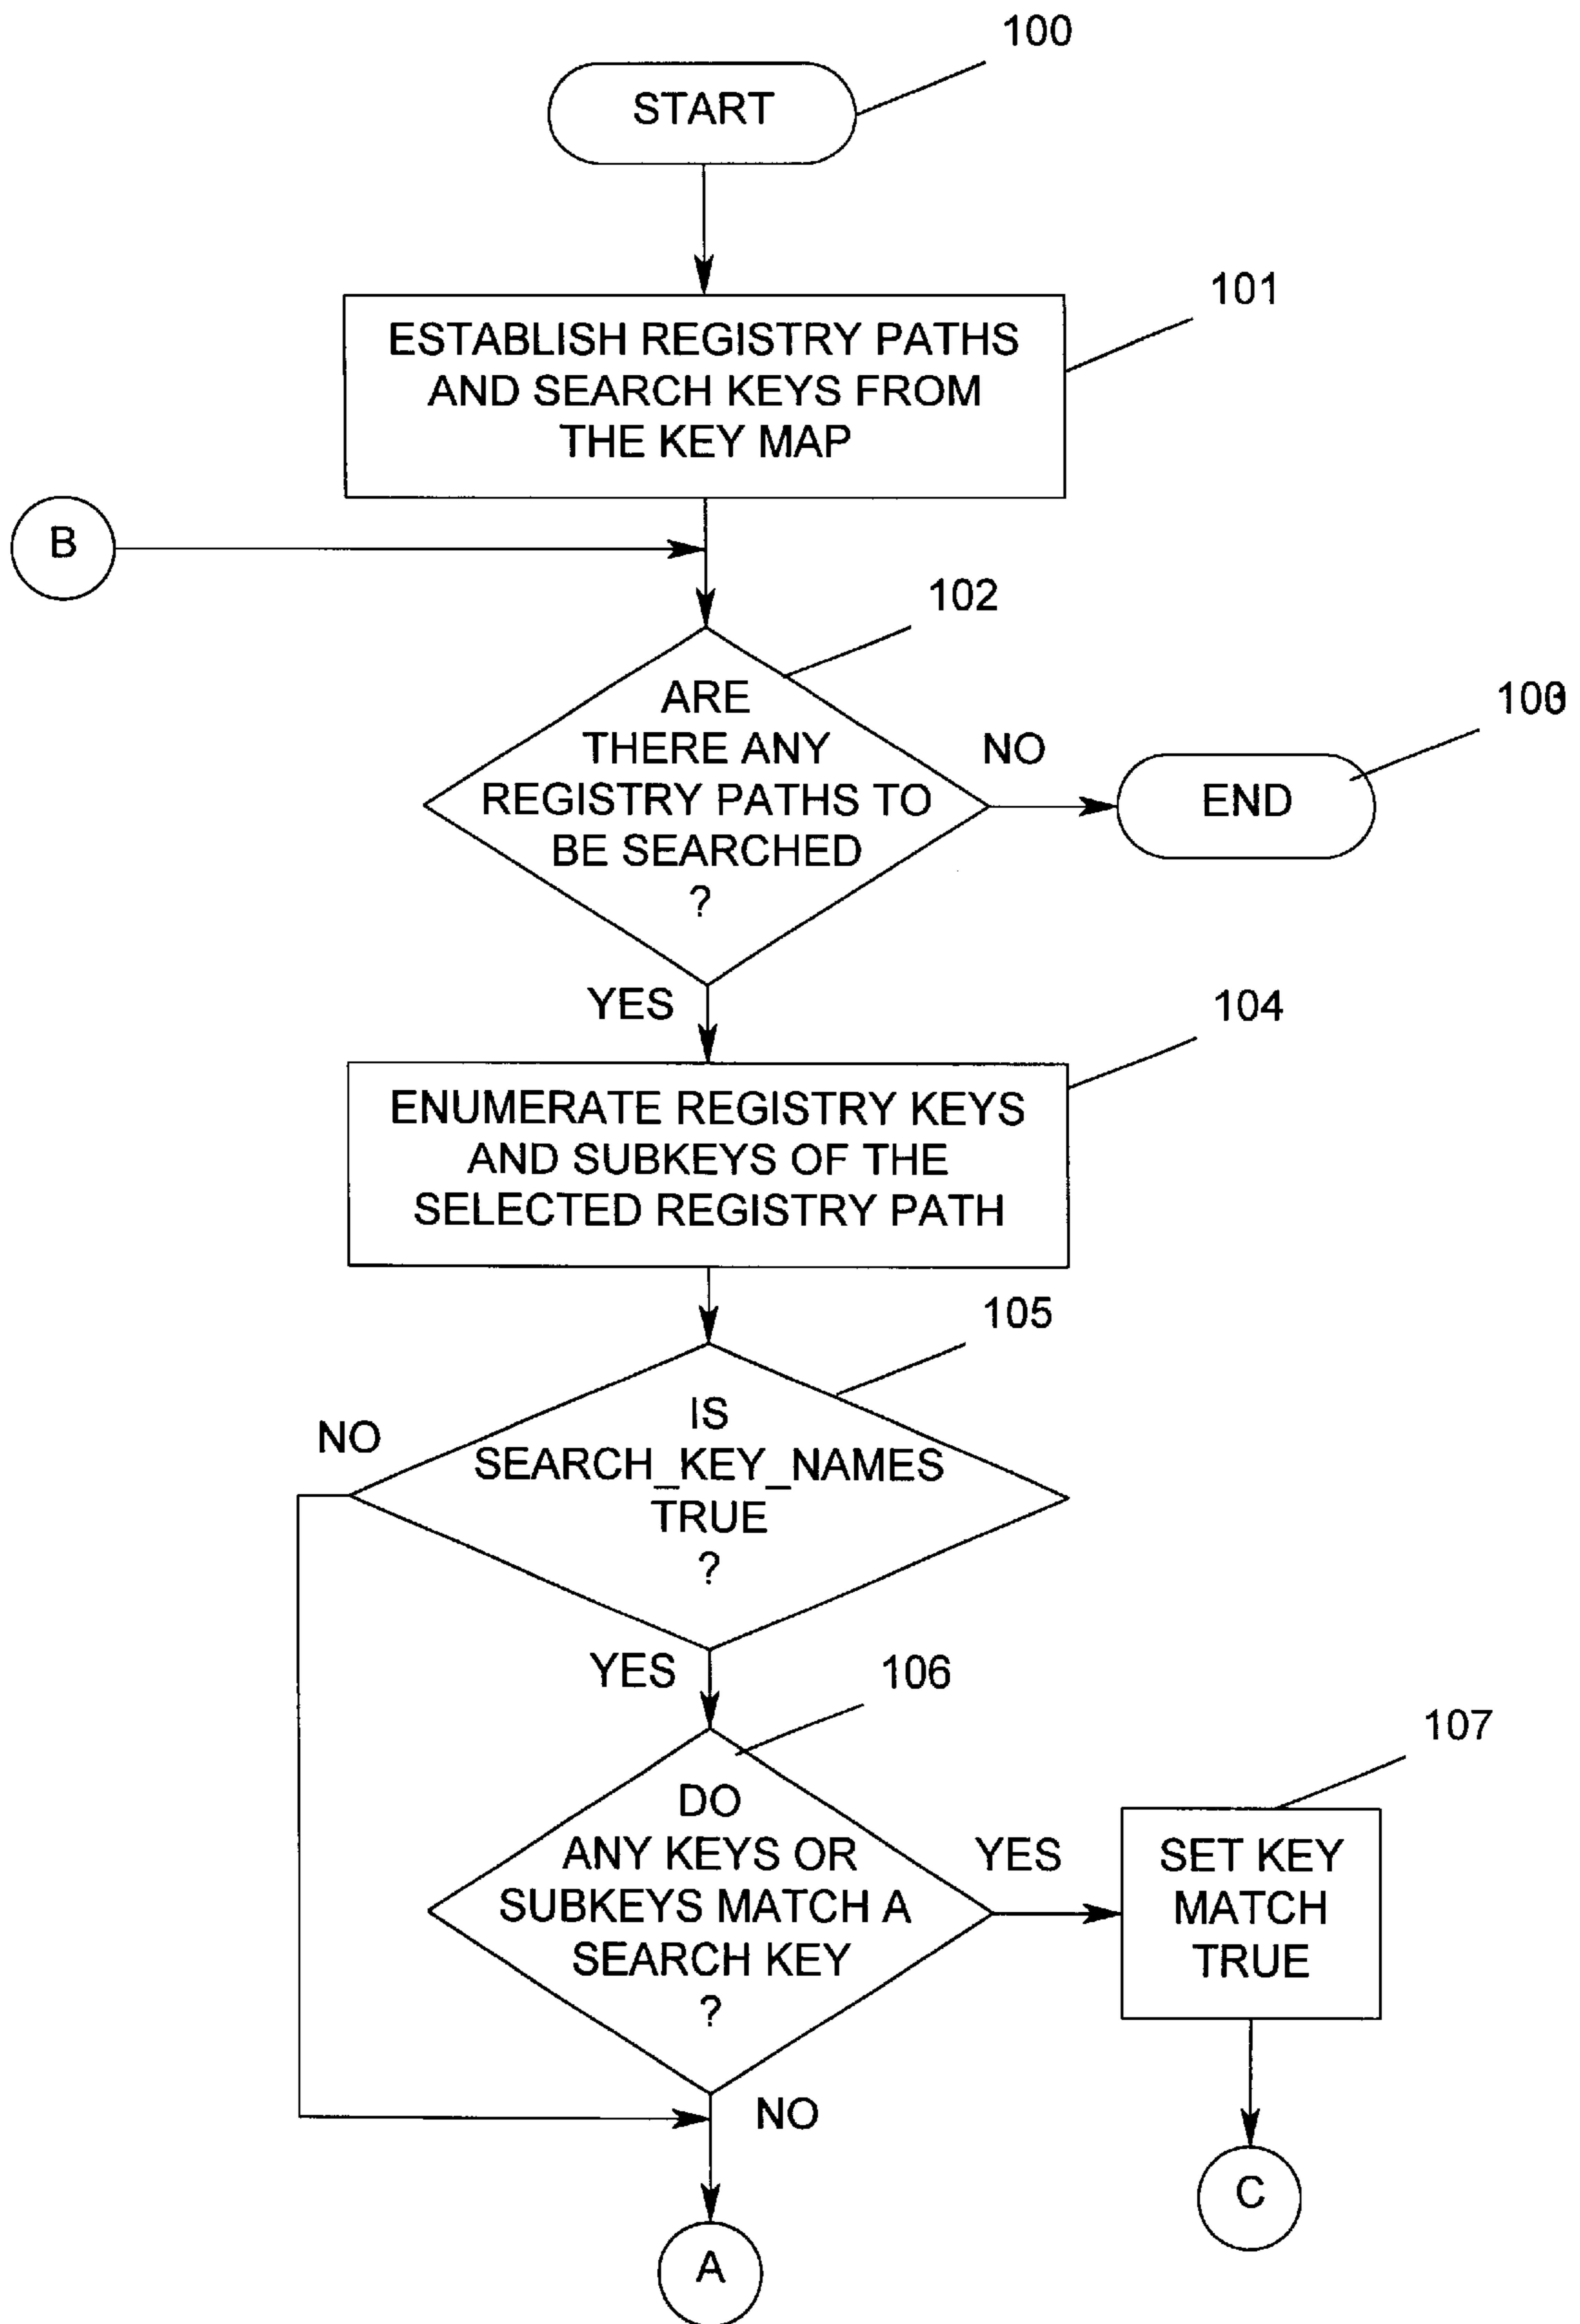 100
START
101
ESTABLISH REGISTRY PATHS
AND SEARCH KEYS FROM
THE KEY MAP
B
102
ARE
THERE ANY
REGISTRY PATHS TO
BE SEARCHED
?
NO
103
END
YES
104
ENUMERATE REGISTRY KEYS
AND SUBKEYS OF THE
SELECTED REGISTRY PATH
105
IS
SEARCH_KEY_NAMES
TRUE
?
NO
YES
106
DO
ANY KEYS OR
SUBKEYS MATCH A
SEARCH KEY
?
YES
107
SET KEY
MATCH
TRUE
NO
C
A